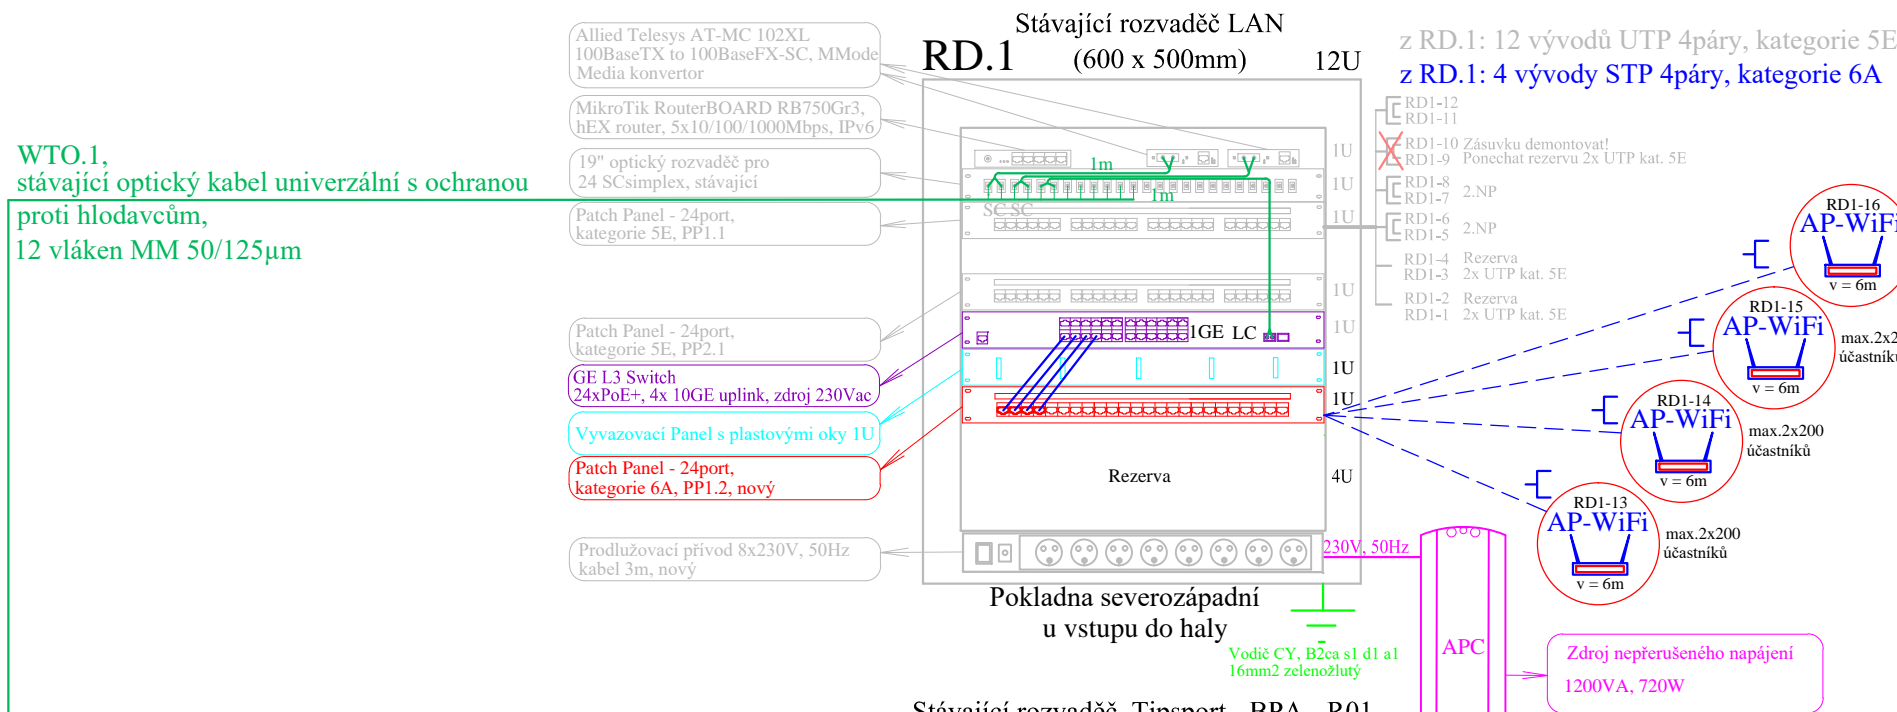 Allied Telesys AT-MC 102XL
100BaseTX to 100BaseFX-SC, MMode
Media konvertor
MikroTik RouterBOARD RB750Gr3,
hEX router, 5x10/100/1000Mbps, IPv6
19" optický rozvaděč pro
24 SCsimplex, stávající
Patch Panel - 24port,
kategorie 5E, PP1.1
Patch Panel - 24port,
kategorie 5E, PP2.1
GE L3 Switch
24xPoE+, 4x 10GE uplink, zdroj 230Vac
Vyvazovací Panel s plastovými oky 1U
Patch Panel - 24port,
kategorie 6A, PP1.2, nový
Prodlužovací přívod 8x230V, 50Hz
kabel 3m, nový
WTO.1,
stávající optický kabel univerzální s ochranou
proti hlodavcům,
12 vláken MM 50/125µm
Stávající rozvaděč LAN
RD.1 (600 x 500mm) 12U
1U
1m
1U
1m
SC SC
1U
1U
1GE LC
1U
1U
1U
Rezerva
4U
230V, 50Hz
Pokladna severozápadní
u vstupu do haly
Vodič CY, B2ca s1 d1 a1
16mm2 zelenožlutý
Stávající rozvaděč Tipsport - BPA - R01
z RD.1: 12 vývodů UTP 4páry, kategorie 5E
z RD.1: 4 vývody STP 4páry, kategorie 6A
RD1-12
RD1-11
RD1-10 Zásuvku demontovat!
RD1-9 Ponechat rezervu 2x UTP kat. 5E
RD1-8
RD1-7 2.NP
RD1-6
RD1-5 2.NP
RD1-4 Rezerva
RD1-3 2x UTP kat. 5E
RD1-2 Rezerva
RD1-1 2x UTP kat. 5E
RD1-16
AP-WiFi
v = 6m
RD1-15
AP-WiFi
v = 6m
max.2x2
účastníků
RD1-14
AP-WiFi
v = 6m
max.2x200
účastníků
RD1-13
AP-WiFi
v = 6m
max.2x200
účastníků
APC
Zdroj nepřerušeného napájení
1200VA, 720W